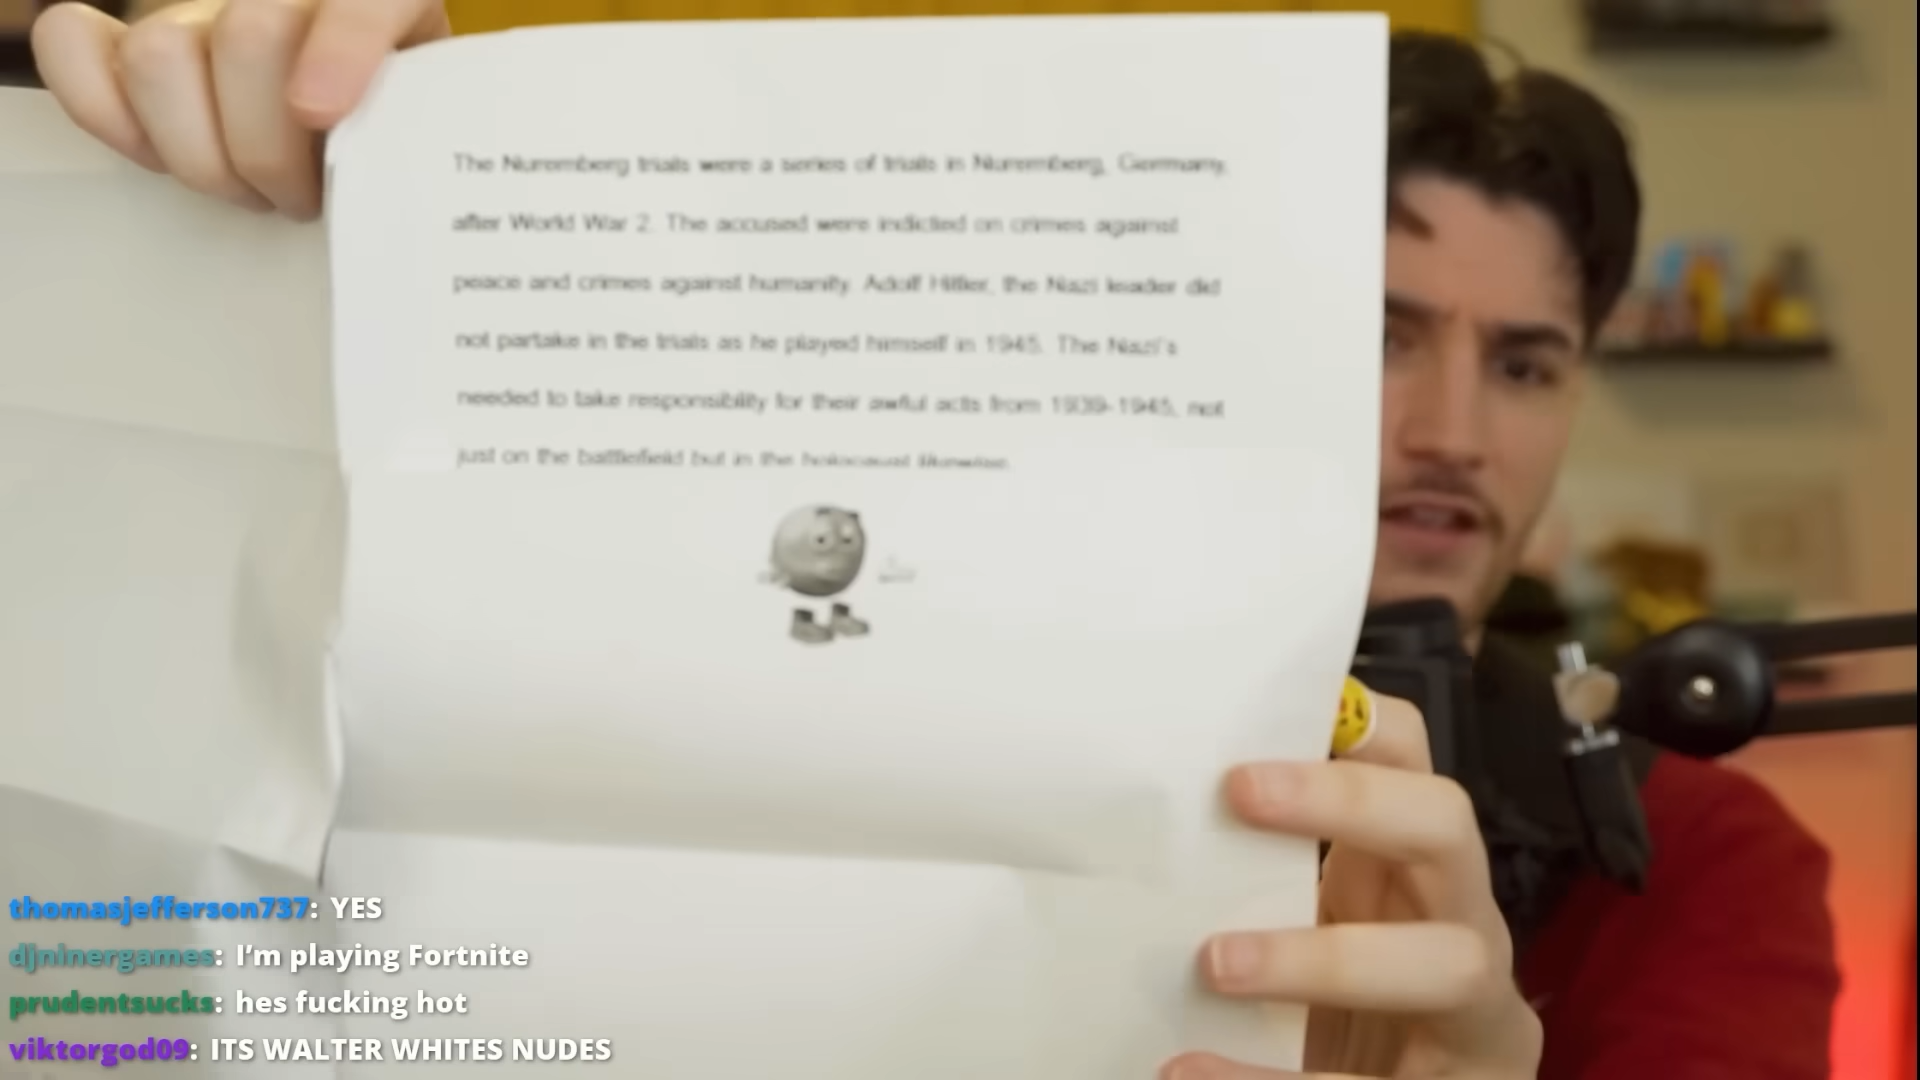 The Nuremberg trials were a series of trials in Nuremberg, Germany,
after World War 2. The accused were indicted on crimes against
peace and crimes against humanity. Adolf Hitler, the Nazi leader did
not partake in the trials as he played himself in 1945. The Nazi's
needed to take responsibility for their awful acts from 1939-1945, not
just on the battlefield but in the holocaust likewise.
thomasjefferson737: YES
djninergames: I'm playing Fortnite
prudentsucks: hes fucking hot
viktorgod09: ITS WALTER WHITES NUDES